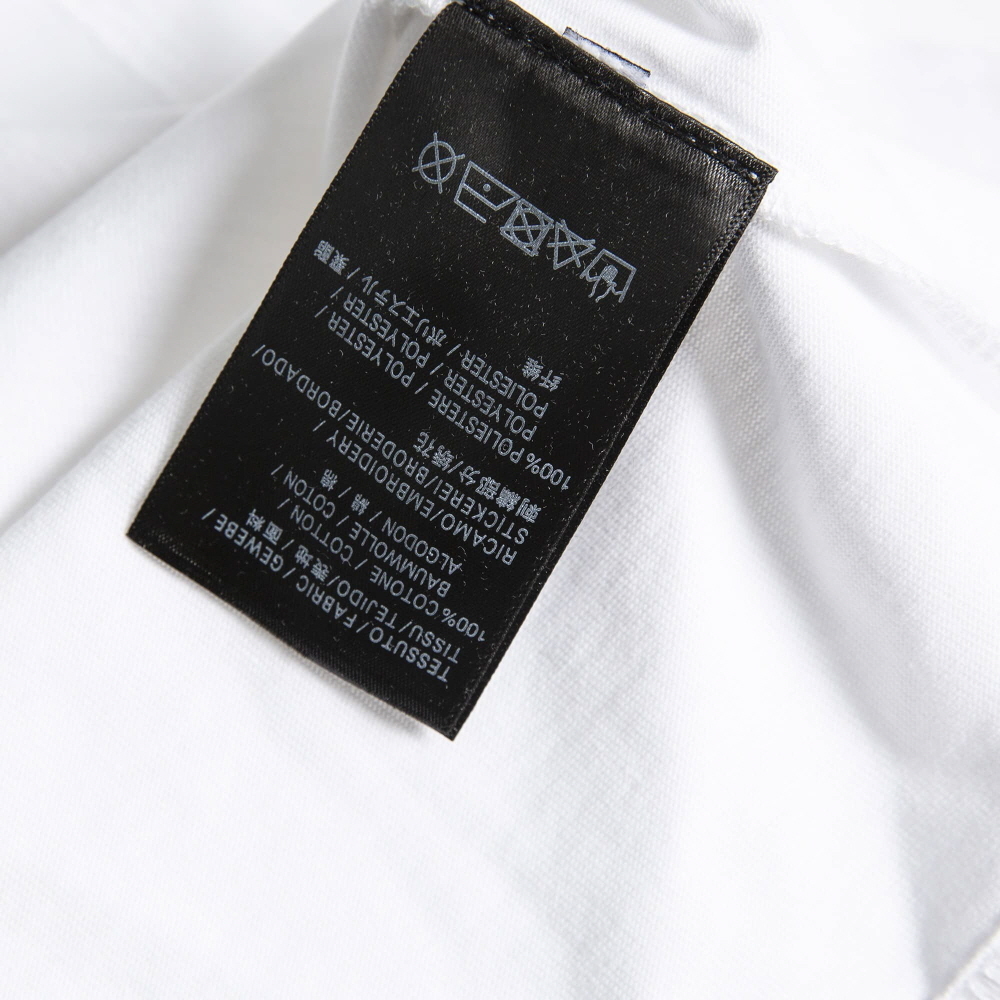 TESSUTO/FABRIC / GEWEBE /
TISSU/ TEJIDO/表地 / 面料
100% COTONE / COTTON /
BAUMWOLLE / COTON /
ALGODON / 綿 / 棉
RICAMO/EMBROIDERY /
STICKEREI/BRODERIE/BORDADO/
刺繍部分/绣花
100% POLIESTERE / POLYESTER /
POLYESTER / POLYESTER /
POLIESTER / ポリエステル / 聚酯
纤维